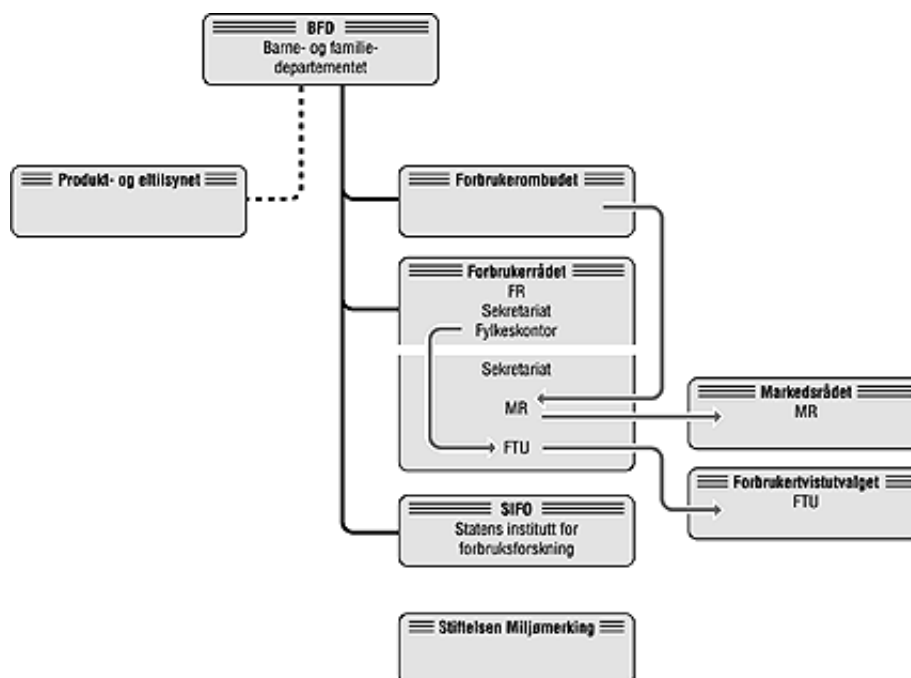 BFD
Barne- og familie-
departementet
Produkt- og eltilsynet
Forbrukerombudet
Forbrukerrådet
FR
Sekretariat
Fylkeskontor
Sekretariat
MR
FTU
Markedsrådet
MR
Forbrukertvistutvalget
FTU
SIFO
Statens institutt for
forbruksforskning
Stiftelsen Miljømerking